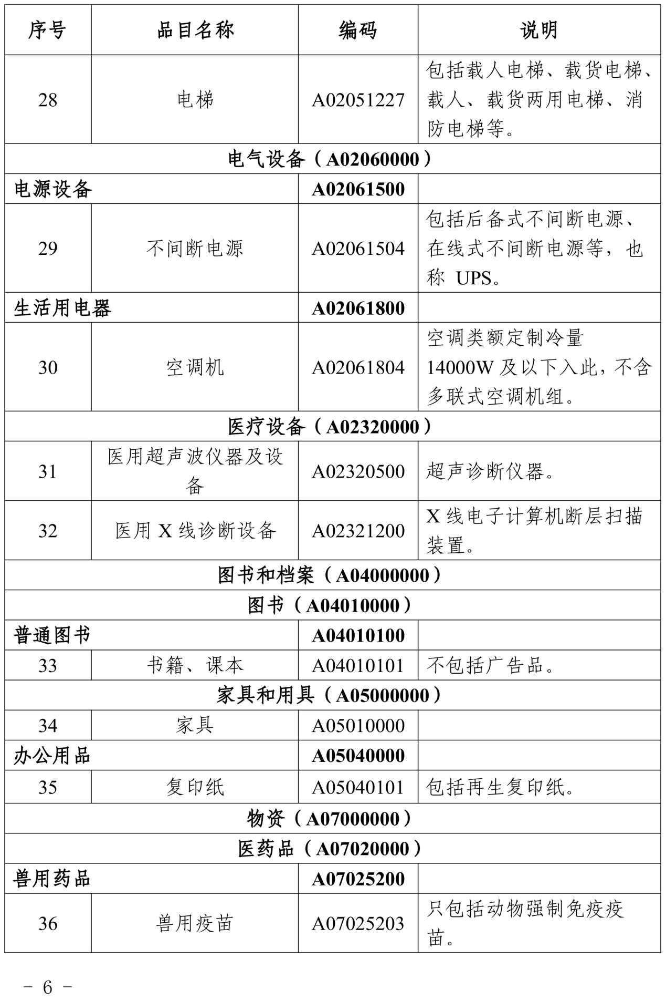 序号 品目名称 编码 说明
28 电梯 A02051227 包括载人电梯、载货电梯、
载人、载货两用电梯、消
防电梯等。
电气设备（A02060000）
电源设备 A02061500
29 不间断电源 A02061504 包括后备式不间断电源、
在线式不间断电源等，也
称 UPS。
生活用电器 A02061800
30 空调机 A02061804 空调类额定制冷量
14000W 及以下入此，不含
多联式空调机组。
医疗设备（A02320000）
31 医用超声波仪器及设
备 A02320500 超声诊断仪器。
32 医用 X 线诊断设备 A02321200 X 线电子计算机断层扫描
装置。
图书和档案（A04000000）
图书（A04010000）
普通图书 A04010100
33 书籍、课本 A04010101 不包括广告品。
家具和用具（A05000000）
34 家具 A05010000
办公用品 A05040000
35 复印纸 A05040101 包括再生复印纸。
物资（A07000000）
医药品（A07020000）
兽用药品 A07025200
36 兽用疫苗 A07025203 只包括动物强制免疫疫
苗。
- 6 -